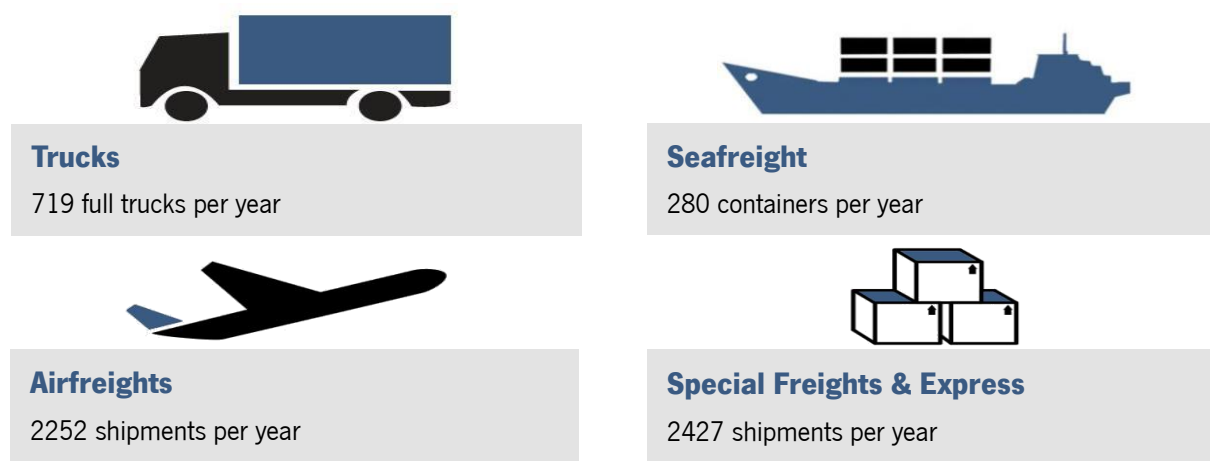 Trucks
719 full trucks per year
Seafreight
280 containers per year
Airfreights
2252 shipments per year
Special Freights & Express
2427 shipments per year